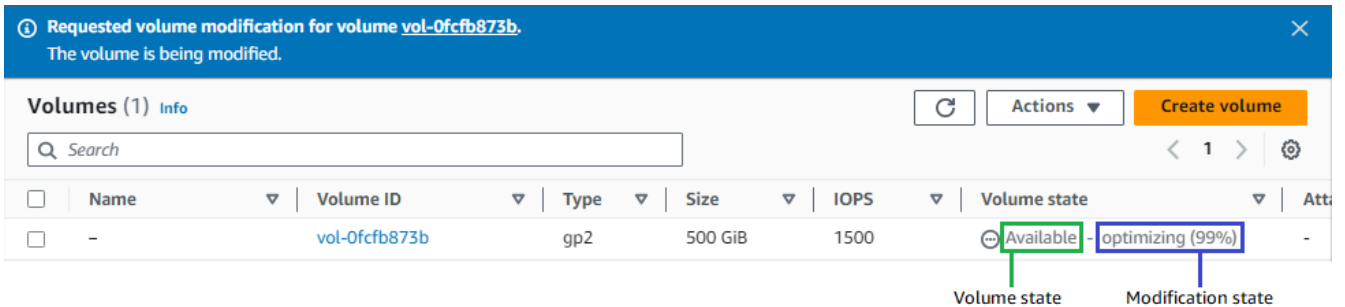 Requested volume modification for volume vol-0fcfb873b.
The volume is being modified.
Volumes (1) Info
Actions
Create volume
Search
1
Name Volume ID Type Size IOPS Volume state Atta
– vol-0fcfb873b gp2 500 GiB 1500 Available - optimizing (99%) -
Volume state Modification state